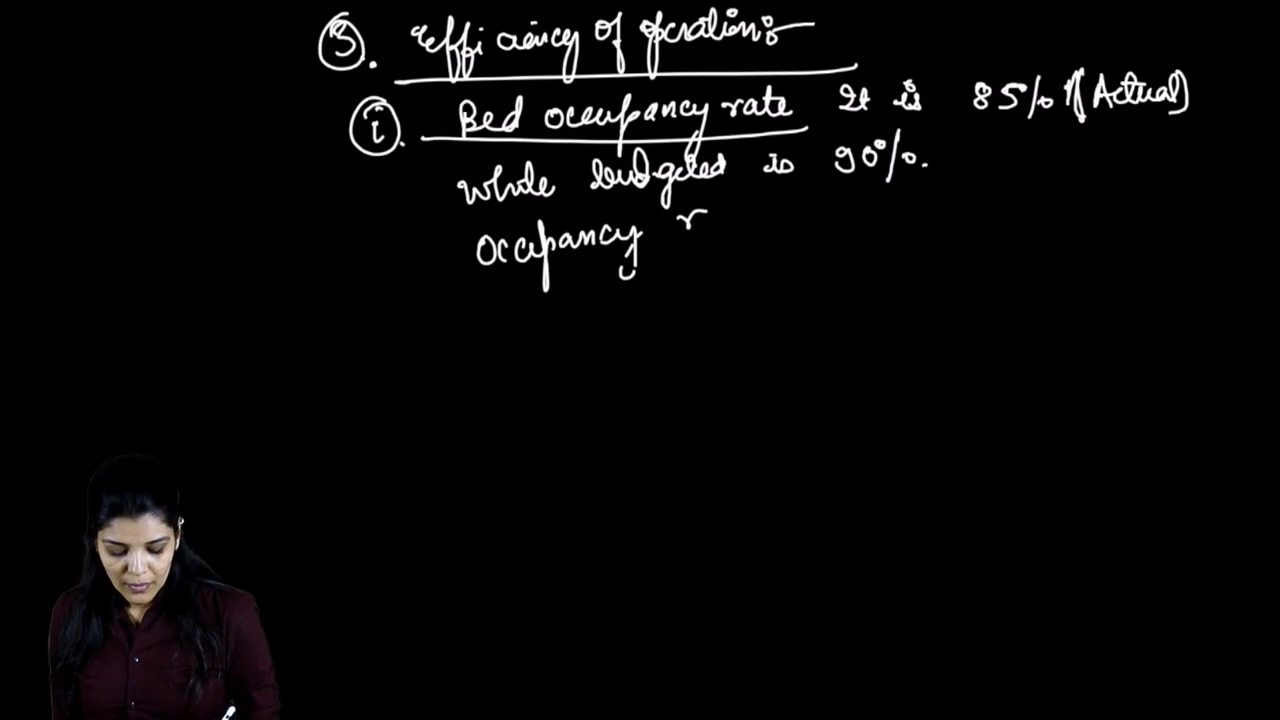 3. Efficiency of operations:-
i. Bed occupancy rate It is 85% (Actual)
while budgeted is 90%.
Occupancy r